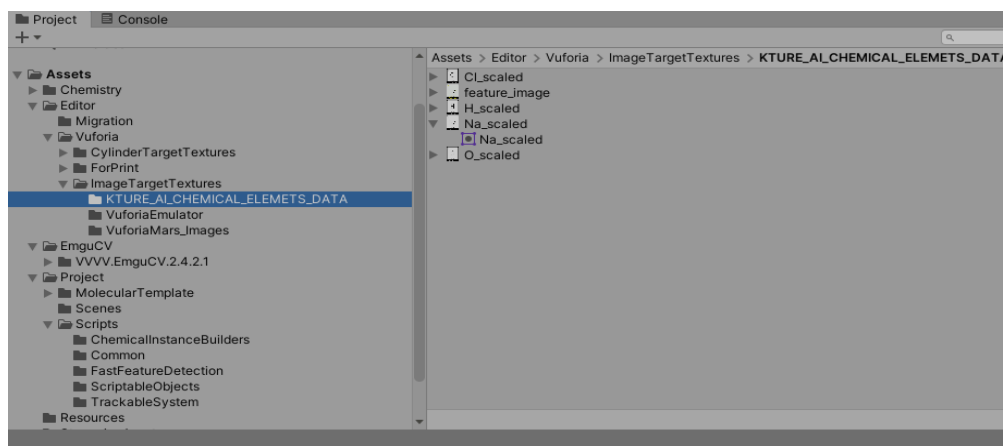 Project Console
Assets
Chemistry
Editor
Migration
Vuforia
CylinderTargetTextures
ForPrint
ImageTargetTextures
KTURE_AI_CHEMICAL_ELEMETS_DATA
VuforiaEmulator
VuforiaMars_Images
EmguCV
VVVV.EmguCV.2.4.2.1
Project
MolecularTemplate
Scenes
Scripts
ChemicalInstanceBuilders
Common
FastFeatureDetection
ScriptableObjects
TrackableSystem
Resources
Assets > Editor > Vuforia > ImageTargetTextures > KTURE_AI_CHEMICAL_ELEMETS_DATA
Cl_scaled
feature_image
H_scaled
Na_scaled
Na_scaled
O_scaled